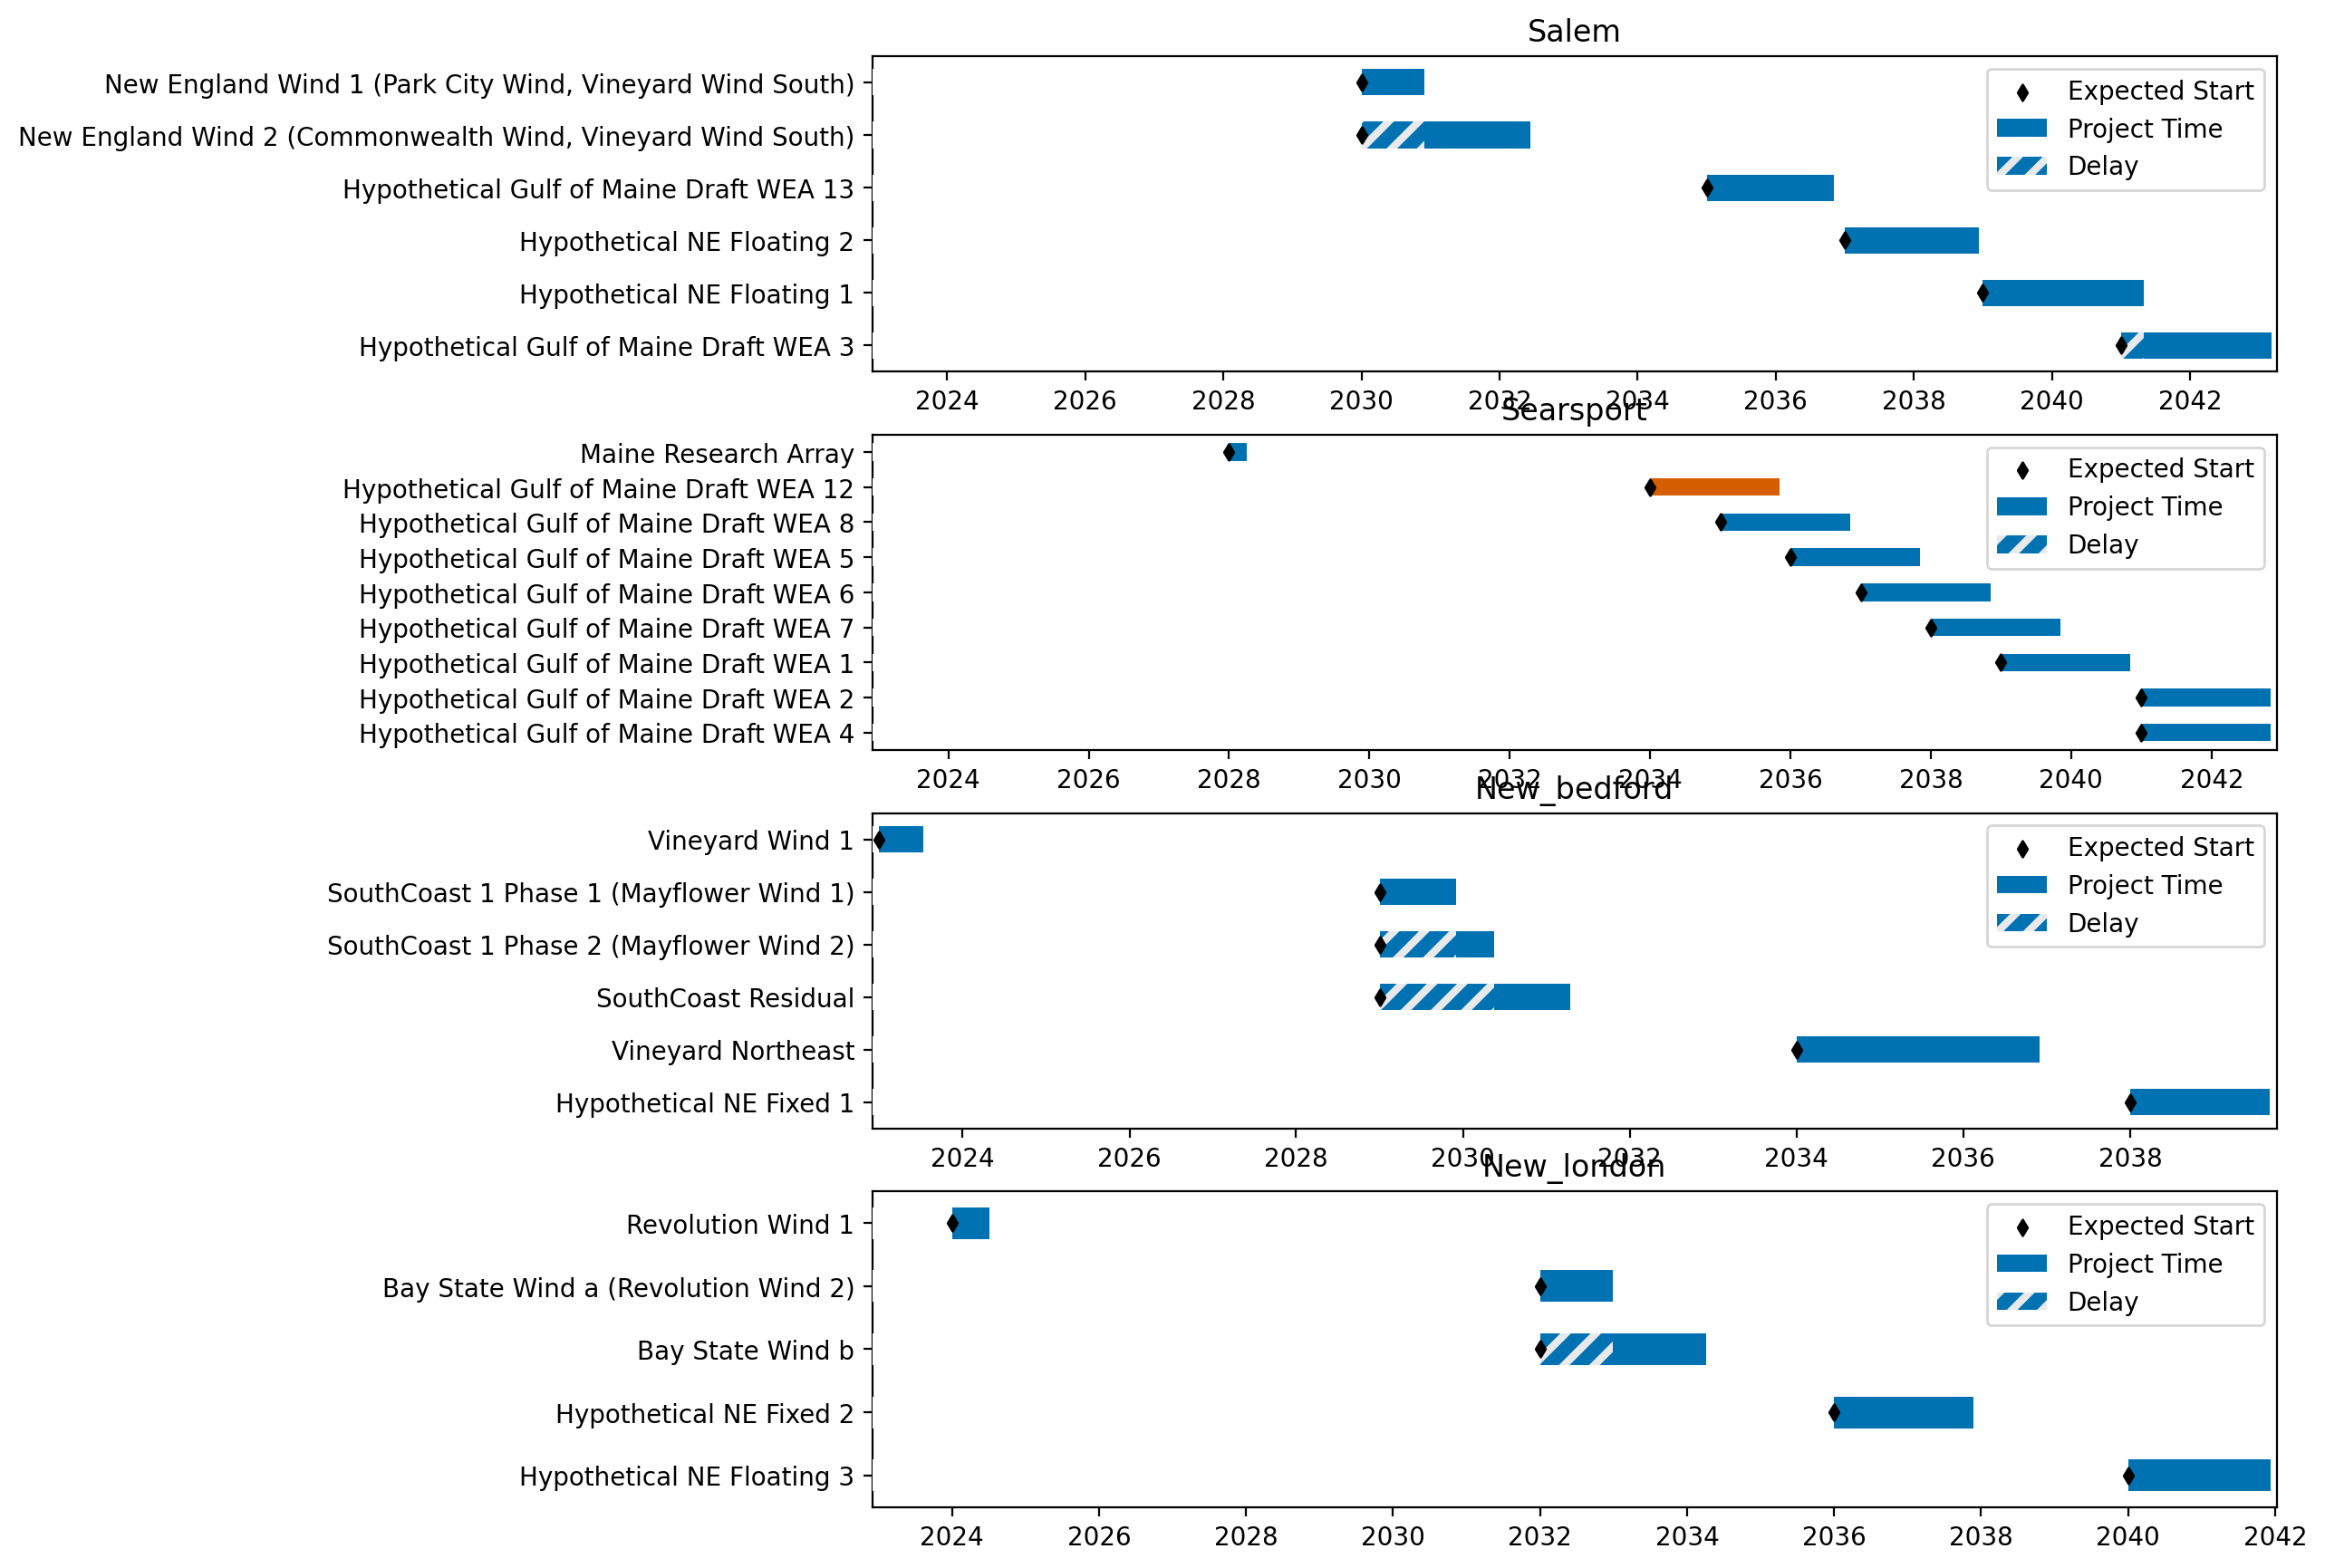 Salem
New England Wind 1 (Park City Wind, Vineyard Wind South)
New England Wind 2 (Commonwealth Wind, Vineyard Wind South)
Hypothetical Gulf of Maine Draft WEA 13
Hypothetical NE Floating 2
Hypothetical NE Floating 1
Hypothetical Gulf of Maine Draft WEA 3
Expected Start
Project Time
Delay
2024 2026 2028 2030 2032 2034 2036 2038 2040 2042
Searsport
Maine Research Array
Hypothetical Gulf of Maine Draft WEA 12
Hypothetical Gulf of Maine Draft WEA 8
Hypothetical Gulf of Maine Draft WEA 5
Hypothetical Gulf of Maine Draft WEA 6
Hypothetical Gulf of Maine Draft WEA 7
Hypothetical Gulf of Maine Draft WEA 1
Hypothetical Gulf of Maine Draft WEA 2
Hypothetical Gulf of Maine Draft WEA 4
Expected Start
Project Time
Delay
2024 2026 2028 2030 2032 2034 2036 2038 2040 2042
New_bedford
Vineyard Wind 1
SouthCoast 1 Phase 1 (Mayflower Wind 1)
SouthCoast 1 Phase 2 (Mayflower Wind 2)
SouthCoast Residual
Vineyard Northeast
Hypothetical NE Fixed 1
Expected Start
Project Time
Delay
2024 2026 2028 2030 2032 2034 2036 2038
New_london
Revolution Wind 1
Bay State Wind a (Revolution Wind 2)
Bay State Wind b
Hypothetical NE Fixed 2
Hypothetical NE Floating 3
Expected Start
Project Time
Delay
2024 2026 2028 2030 2032 2034 2036 2038 2040 2042